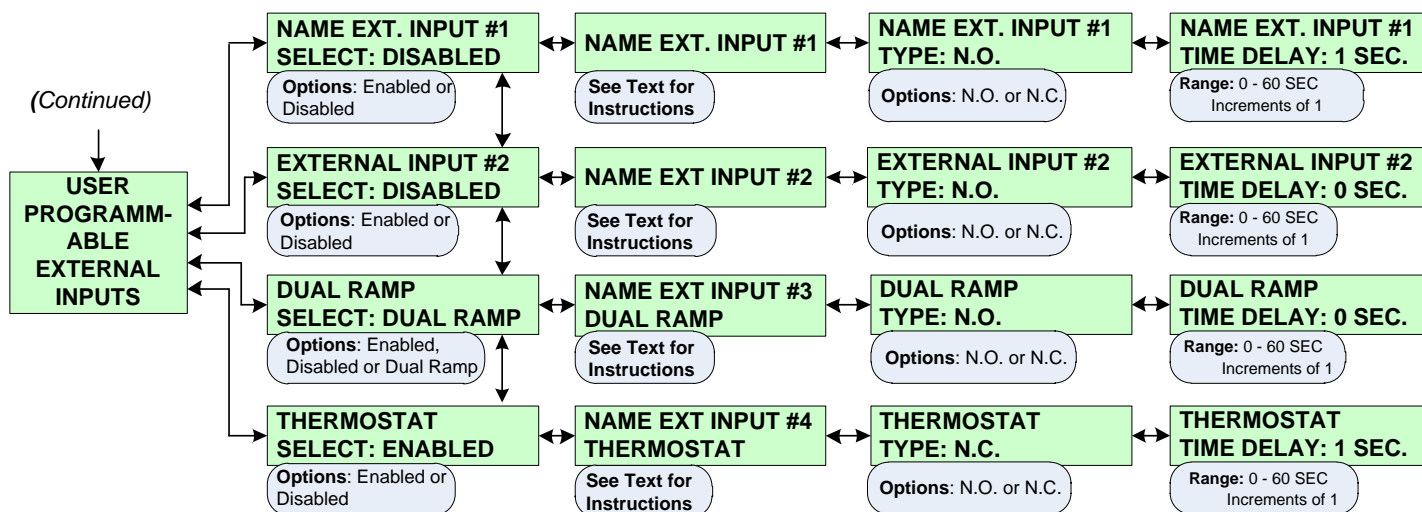 (Continued)
USER
PROGRAMM-
ABLE
EXTERNAL
INPUTS
NAME EXT. INPUT #1
SELECT: DISABLED
Options: Enabled or
Disabled
NAME EXT. INPUT #1
See Text for
Instructions
NAME EXT. INPUT #1
TYPE: N.O.
Options: N.O. or N.C.
NAME EXT. INPUT #1
TIME DELAY: 1 SEC.
Range: 0 - 60 SEC
Increments of 1
EXTERNAL INPUT #2
SELECT: DISABLED
Options: Enabled or
Disabled
NAME EXT INPUT #2
See Text for
Instructions
EXTERNAL INPUT #2
TYPE: N.O.
Options: N.O. or N.C.
EXTERNAL INPUT #2
TIME DELAY: 0 SEC.
Range: 0 - 60 SEC
Increments of 1
DUAL RAMP
SELECT: DUAL RAMP
Options: Enabled,
Disabled or Dual Ramp
NAME EXT INPUT #3
DUAL RAMP
See Text for
Instructions
DUAL RAMP
TYPE: N.O.
Options: N.O. or N.C.
DUAL RAMP
TIME DELAY: 0 SEC.
Range: 0 - 60 SEC
Increments of 1
THERMOSTAT
SELECT: ENABLED
Options: Enabled or
Disabled
NAME EXT INPUT #4
THERMOSTAT
See Text for
Instructions
THERMOSTAT
TYPE: N.C.
Options: N.O. or N.C.
THERMOSTAT
TIME DELAY: 1 SEC.
Range: 0 - 60 SEC
Increments of 1